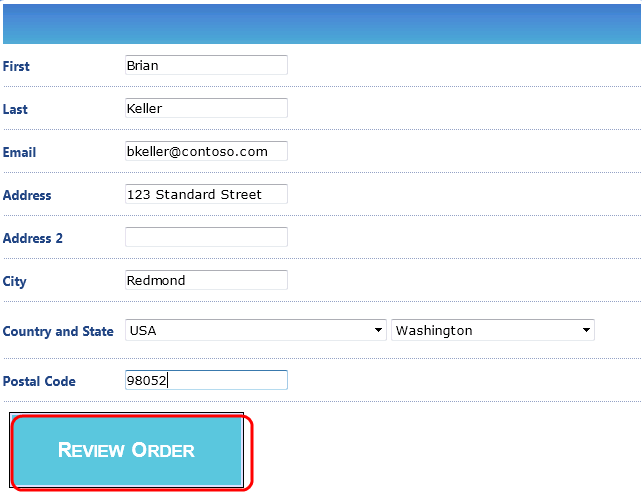 First Brian
Last Keller
Email bkeller@contoso.com
Address 123 Standard Street
Address 2
City Redmond
Country and State USA Washington
Postal Code 98052
REVIEW ORDER